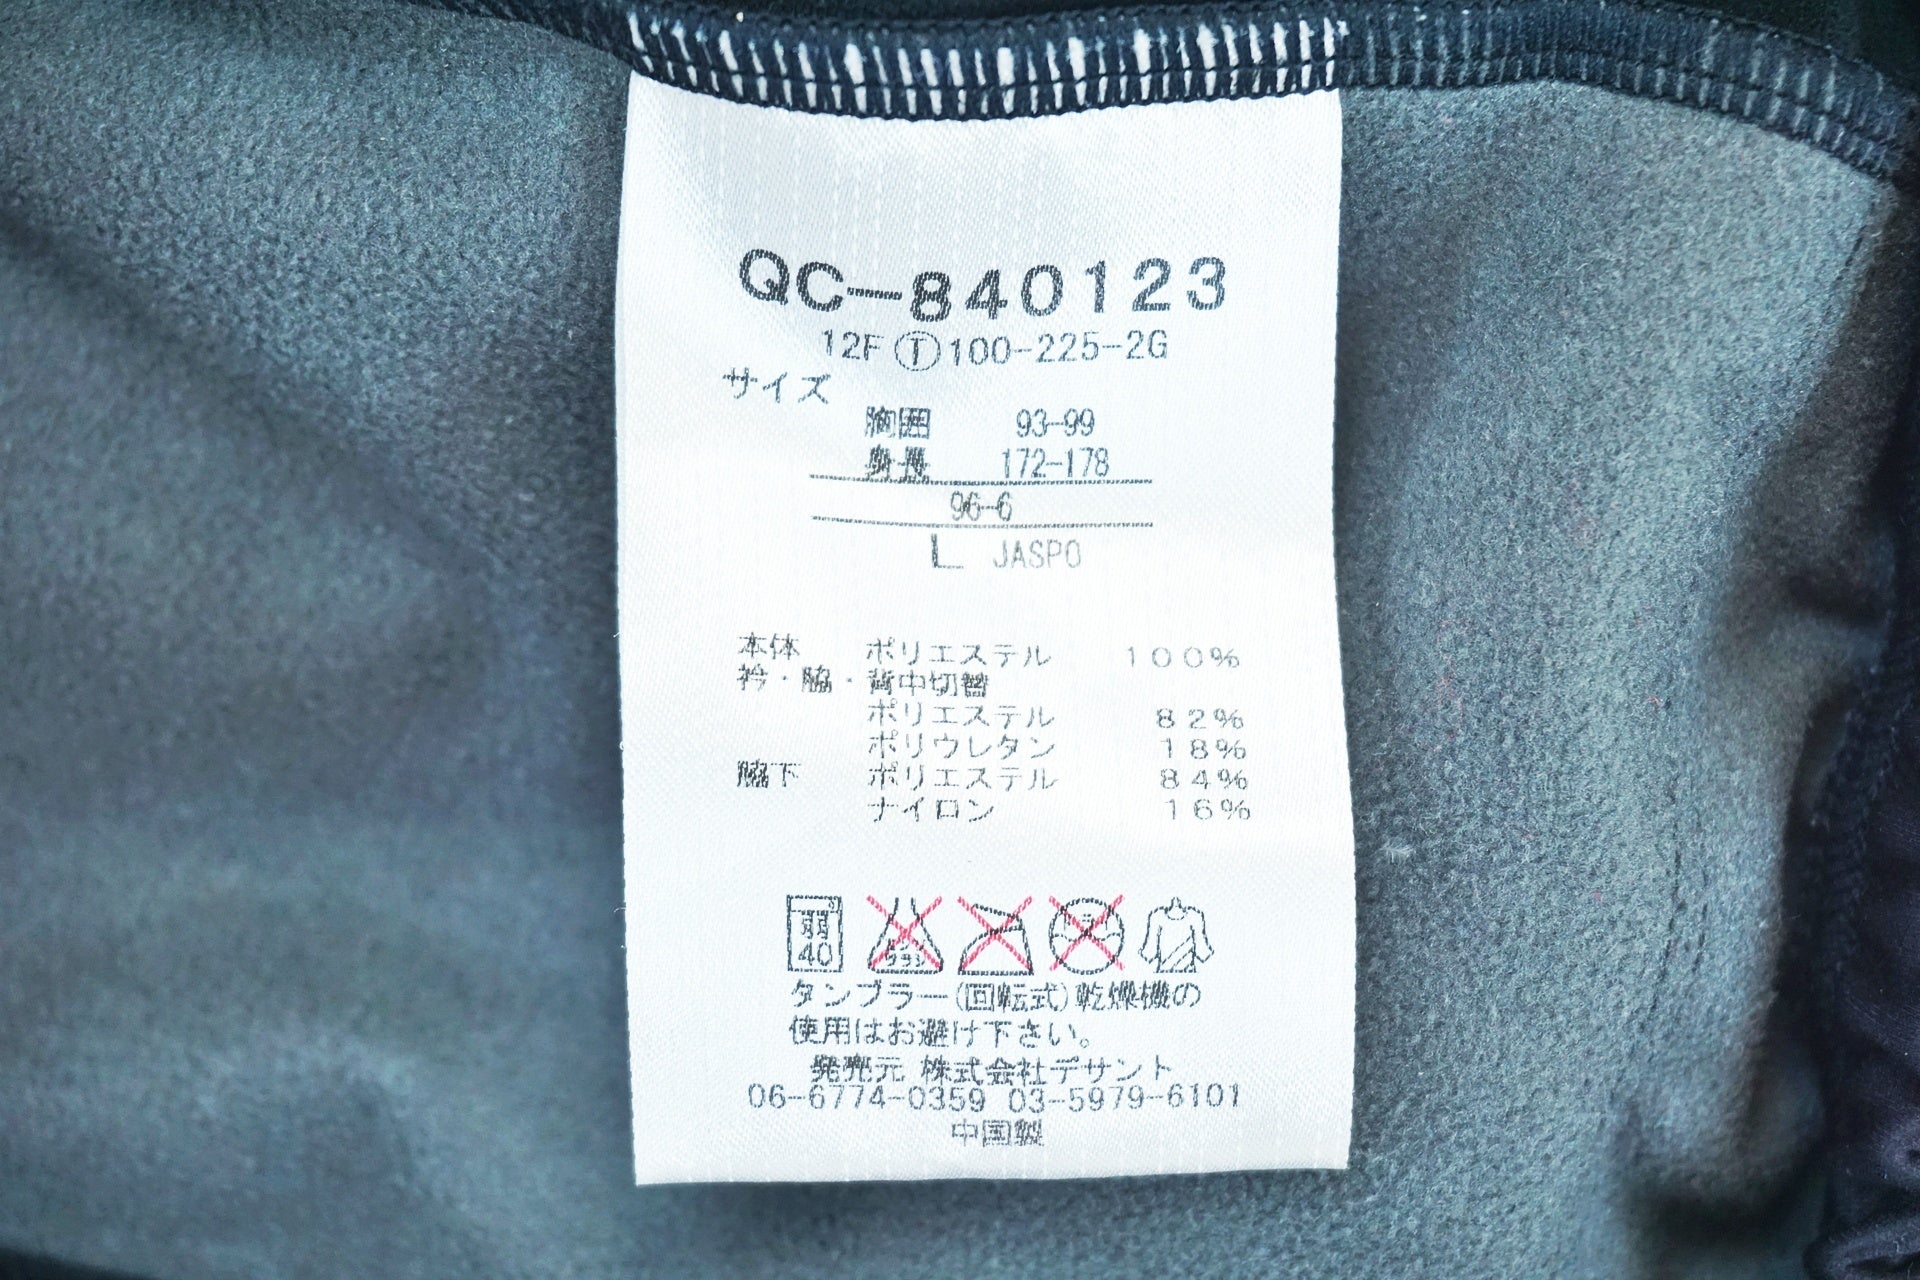 QC-840123
12F Ⓣ 100-225-2G
サイズ
胸囲 93-99
身長 172-178
96-6
L JASPO
本体 ポリエステル 100%
衿・脇・背中切替
ポリエステル 82%
ポリウレタン 18%
脇下 ポリエステル 84%
ナイロン 16%
弱
40
タンブラー(回転式)乾燥機の
使用はお避け下さい。
発売元 株式会社デサント
06-6774-0359 03-5979-6101
中国製